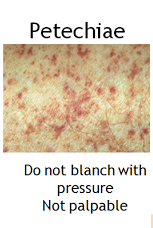 Petechiae
Do not blanch with
pressure
Not palpable